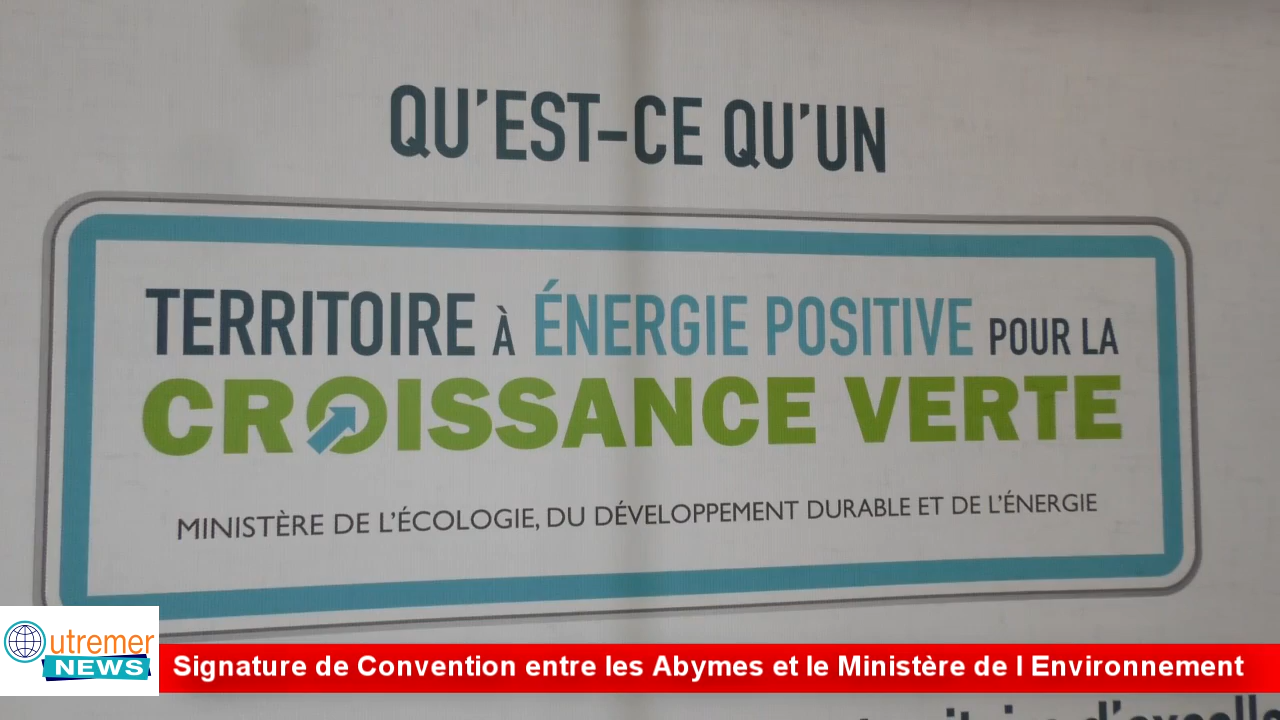 QU'EST-CE QU'UN
TERRITOIRE À ÉNERGIE POSITIVE POUR LA
CROISSANCE VERTE
MINISTÈRE DE L'ÉCOLOGIE, DU DÉVELOPPEMENT DURABLE ET DE L'ÉNERGIE
utremer
NEWS
Signature de Convention entre les Abymes et le Ministère de l Environnement